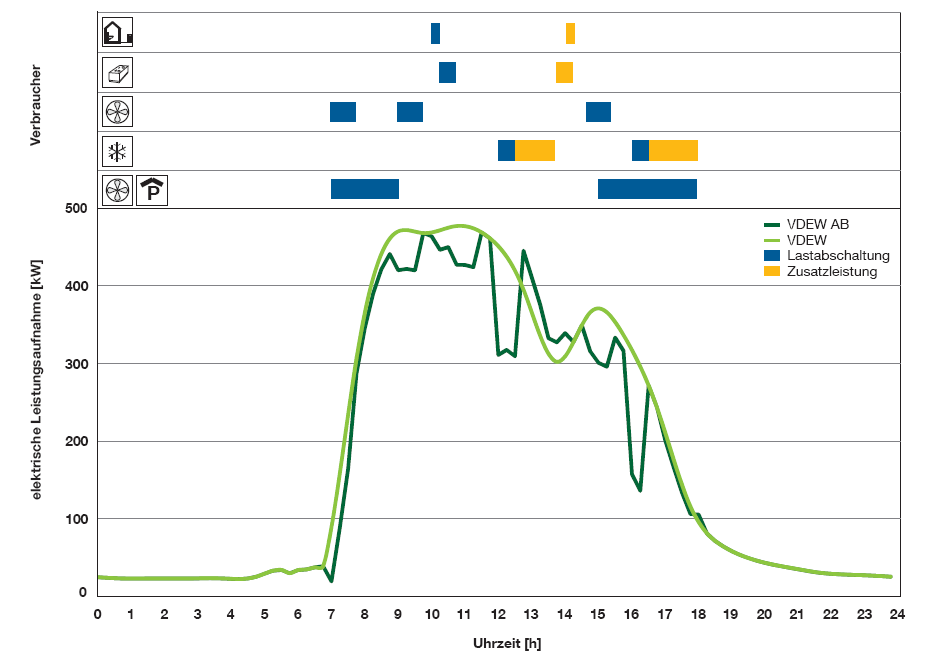 Verbraucher
P
elektrische Leistungsaufnahme [kW]
500
400
300
200
100
0
VDEW AB
VDEW
Lastabschaltung
Zusatzleistung
0 1 2 3 4 5 6 7 8 9 10 11 12 13 14 15 16 17 18 19 20 21 22 23 24
Uhrzeit [h]